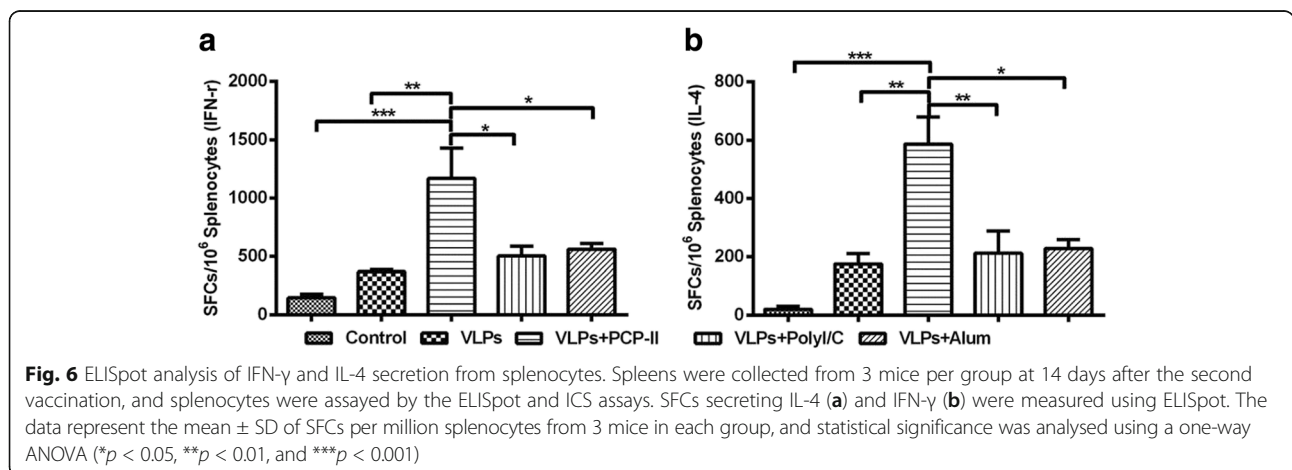 a
b
SFCs/10⁶ Splenocytes (IFN-r)
2000
1500
1000
500
0
***
**
*
*
SFCs/10⁶ Splenocytes (IL-4)
800
600
400
200
0
***
**
**
*
Control VLPs VLPs+PCP-II VLPs+PolyI/C VLPs+Alum
Fig. 6 ELISpot analysis of IFN-γ and IL-4 secretion from splenocytes. Spleens were collected from 3 mice per group at 14 days after the second
vaccination, and splenocytes were assayed by the ELISpot and ICS assays. SFCs secreting IL-4 (a) and IFN-γ (b) were measured using ELISpot. The
data represent the mean ± SD of SFCs per million splenocytes from 3 mice in each group, and statistical significance was analysed using a one-way
ANOVA (*p < 0.05, **p < 0.01, and ***p < 0.001)